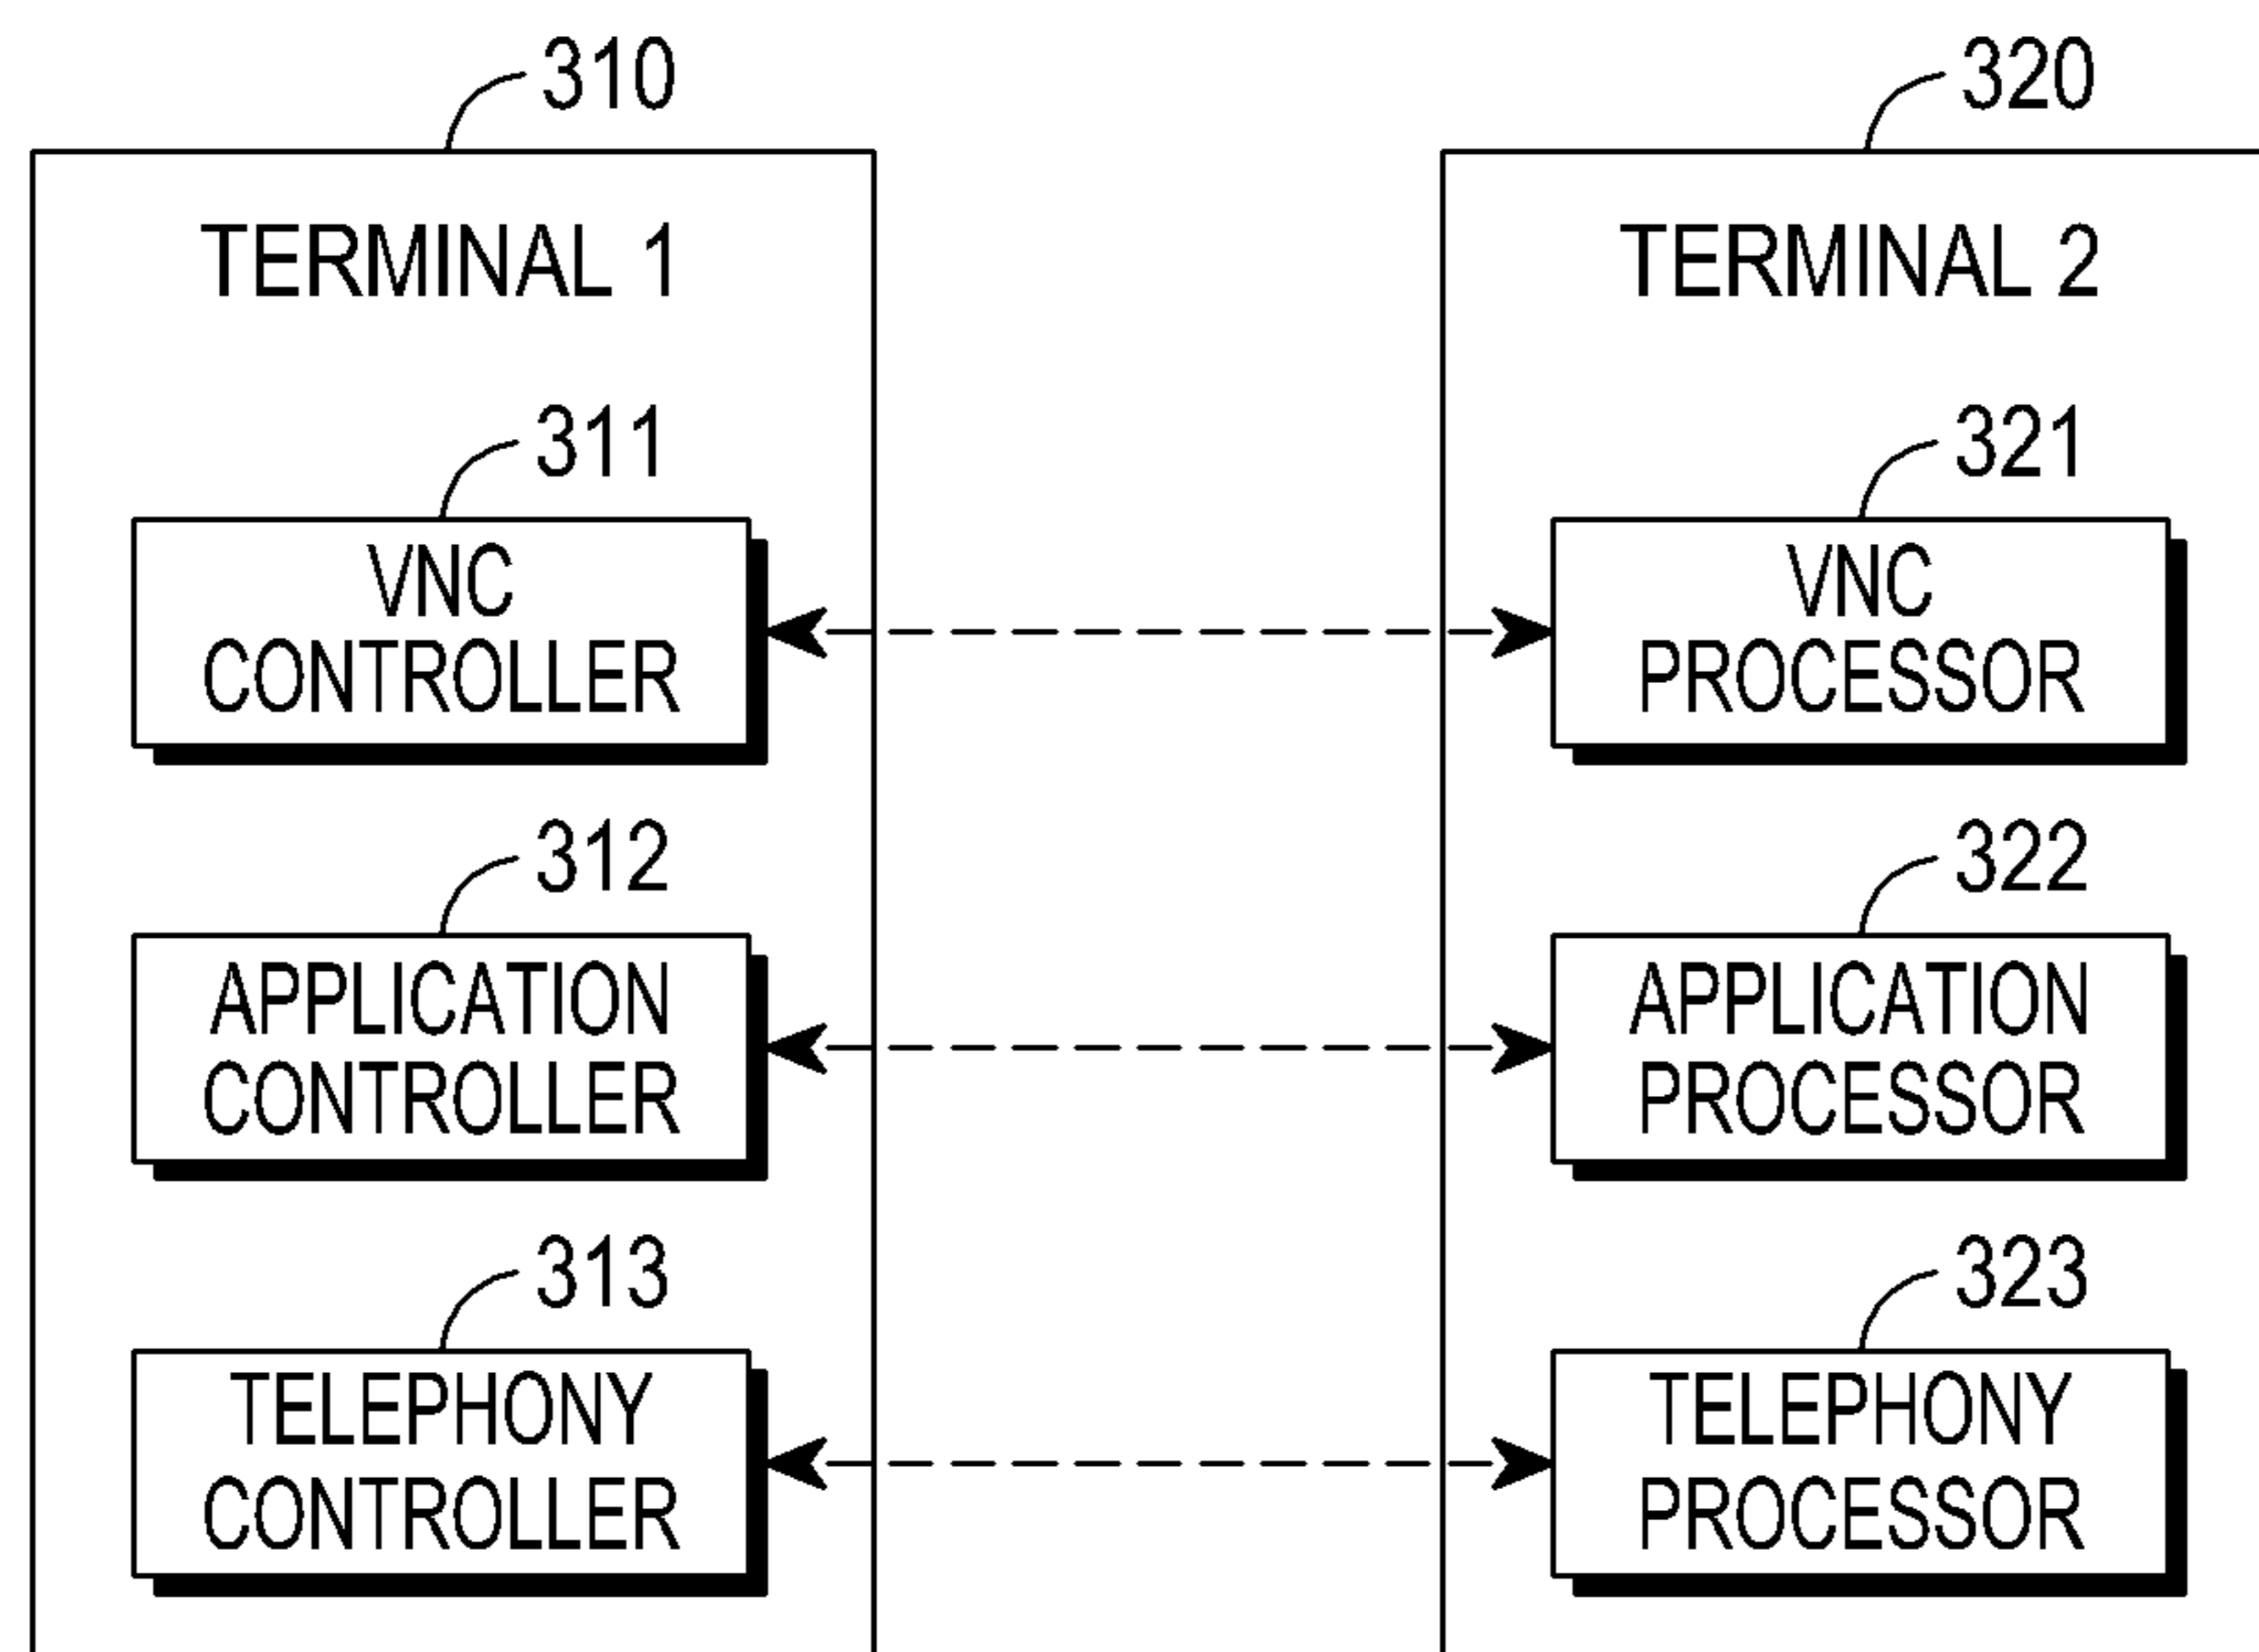 310
TERMINAL 1
311
VNC
CONTROLLER
312
APPLICATION
CONTROLLER
313
TELEPHONY
CONTROLLER
320
TERMINAL 2
321
VNC
PROCESSOR
322
APPLICATION
PROCESSOR
323
TELEPHONY
PROCESSOR